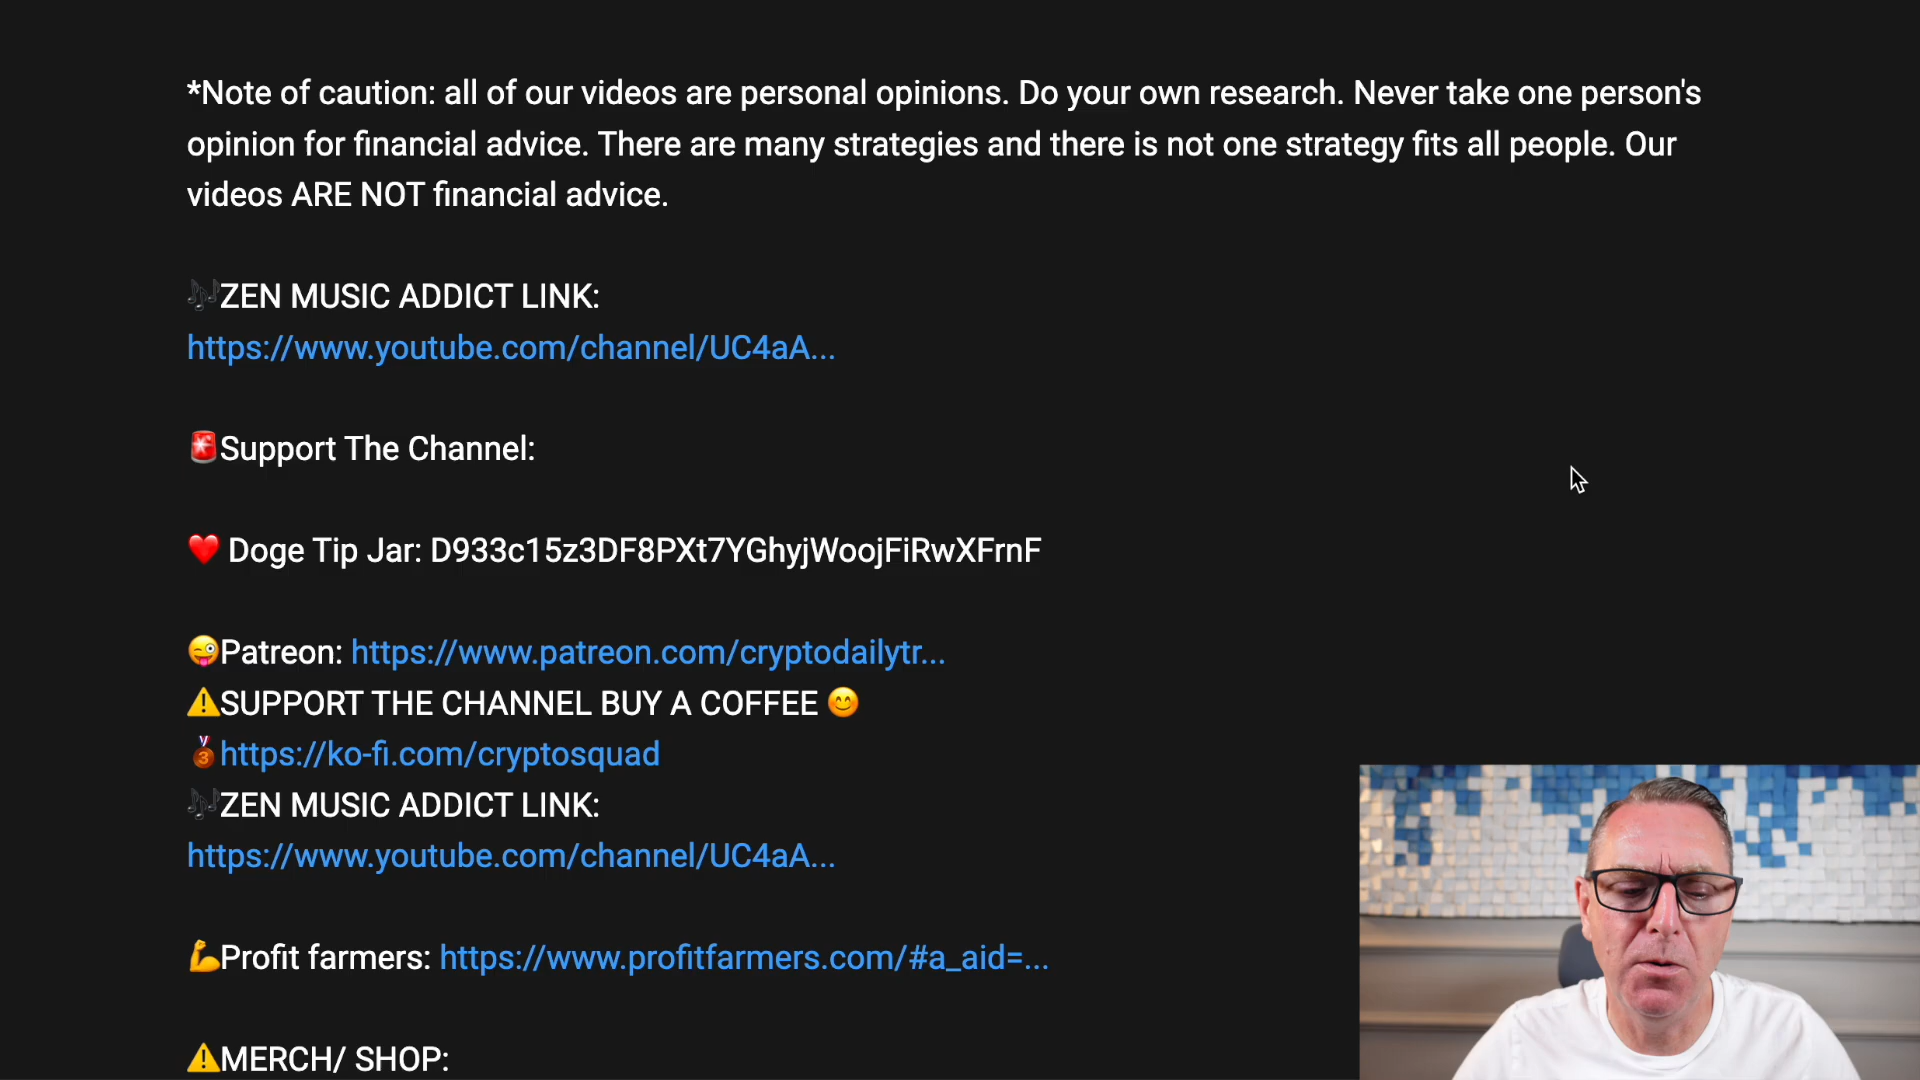 *Note of caution: all of our videos are personal opinions. Do your own research. Never take one person's
opinion for financial advice. There are many strategies and there is not one strategy fits all people. Our
videos ARE NOT financial advice.
🎶ZEN MUSIC ADDICT LINK:
https://www.youtube.com/channel/UC4aA...
🚨Support The Channel:
❤️ Doge Tip Jar: D933c15z3DF8PXt7YGhyjWoojFiRwXFrnF
😜Patreon: https://www.patreon.com/cryptodailytr...
⚠️SUPPORT THE CHANNEL BUY A COFFEE 😊
🥉https://ko-fi.com/cryptosquad
🎶ZEN MUSIC ADDICT LINK:
https://www.youtube.com/channel/UC4aA...
💪Profit farmers: https://www.profitfarmers.com/#a_aid=...
⚠️MERCH/ SHOP: